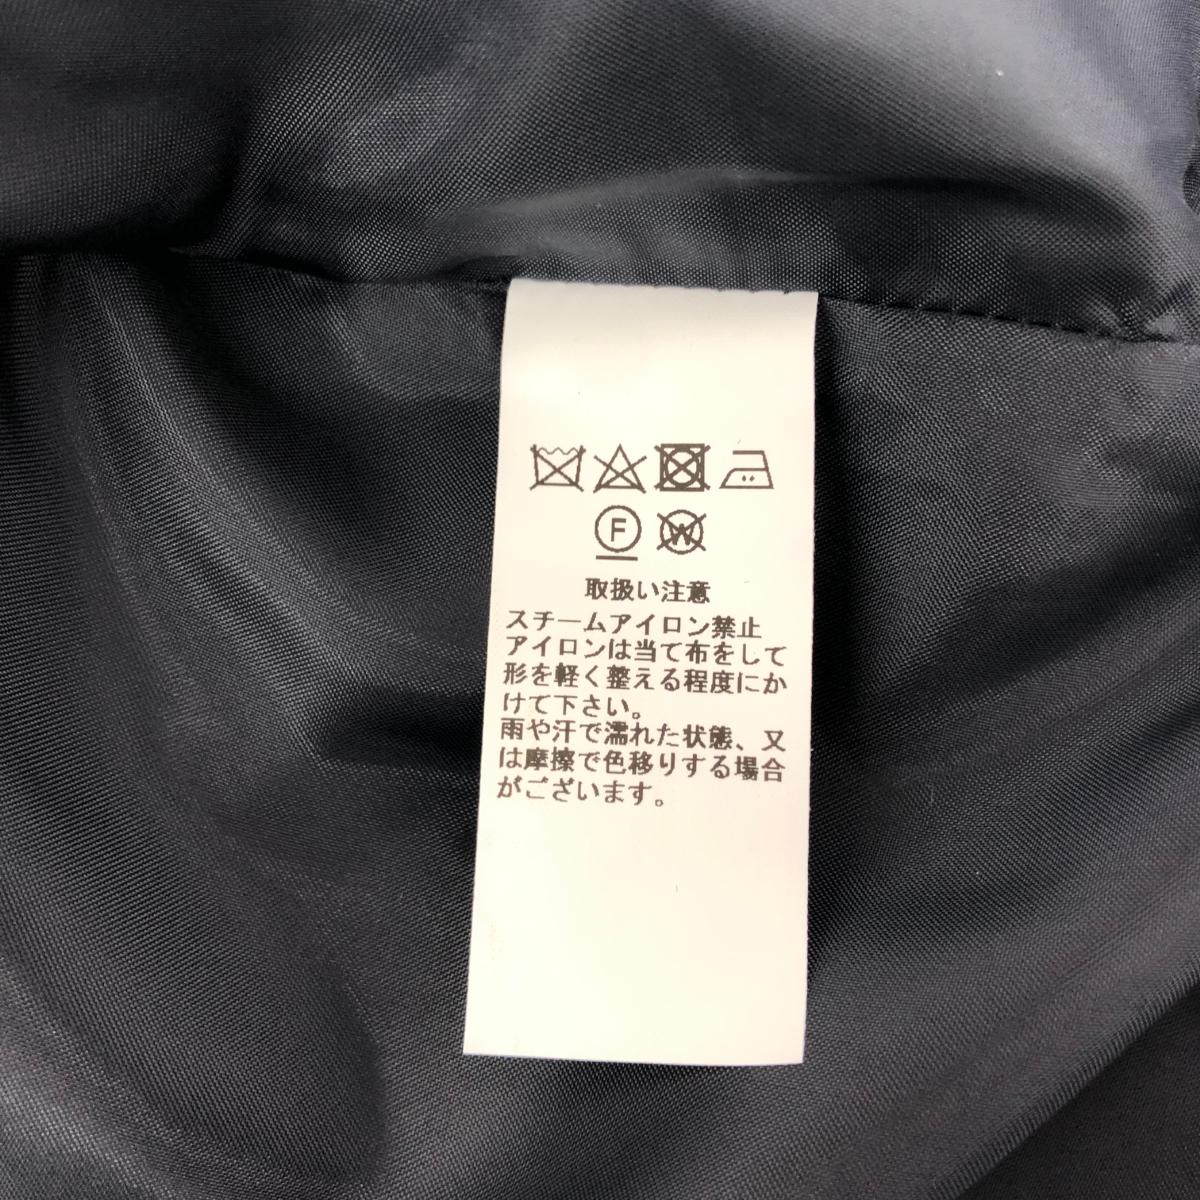 F W
取扱い注意
スチームアイロン禁止
アイロンは当て布をして
形を軽く整える程度にか
けて下さい。
雨や汗で濡れた状態、又
は摩擦で色移りする場合
がございます。